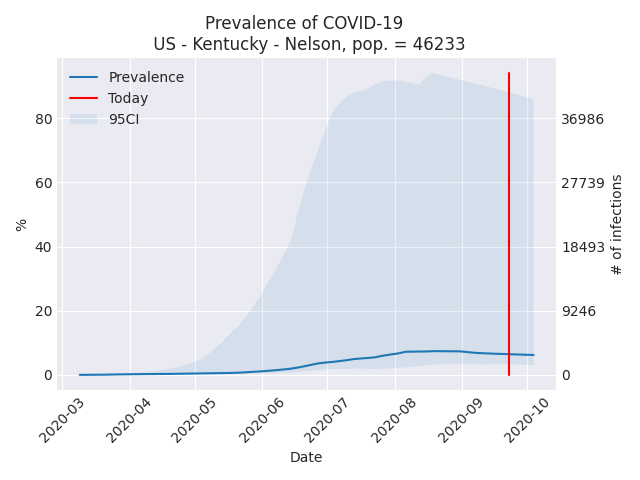 Prevalence of COVID-19
US - Kentucky - Nelson, pop. = 46233
Prevalence
Today
95CI
80
60
40
20
0
%
36986
27739
18493
9246
0
# of infections
2020-03
2020-04
2020-05
2020-06
2020-07
2020-08
2020-09
2020-10
Date